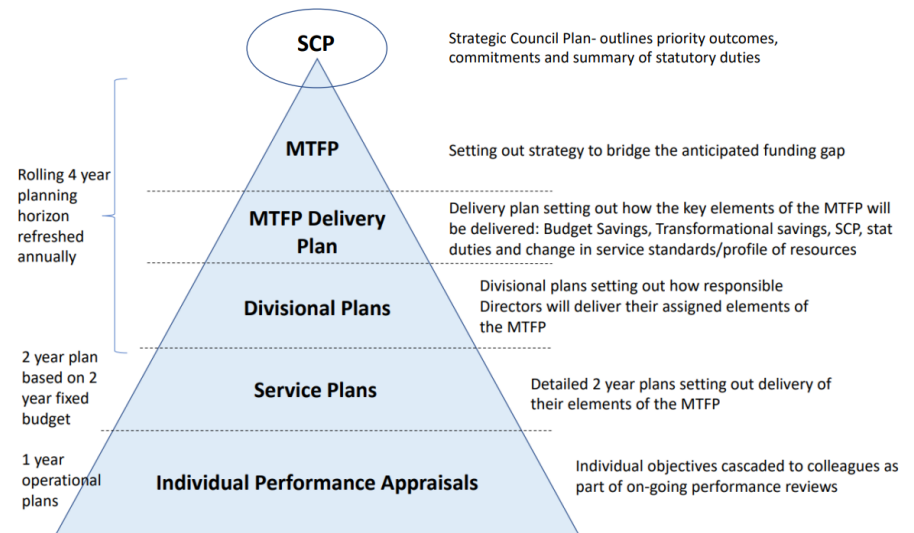 SCP
Strategic Council Plan- outlines priority outcomes,
commitments and summary of statutory duties
MTFP
Setting out strategy to bridge the anticipated funding gap
Rolling 4 year
planning
horizon
refreshed
annually
MTFP Delivery
Plan
Delivery plan setting out how the key elements of the MTFP will
be delivered: Budget Savings, Transformational savings, SCP, stat
duties and change in service standards/profile of resources
Divisional Plans
Divisional plans setting out how responsible
Directors will deliver their assigned elements of
the MTFP
2 year plan
based on 2
year fixed
budget
Service Plans
Detailed 2 year plans setting out delivery of
their elements of the MTFP
1 year
operational
plans
Individual Performance Appraisals
Individual objectives cascaded to colleagues as
part of on-going performance reviews